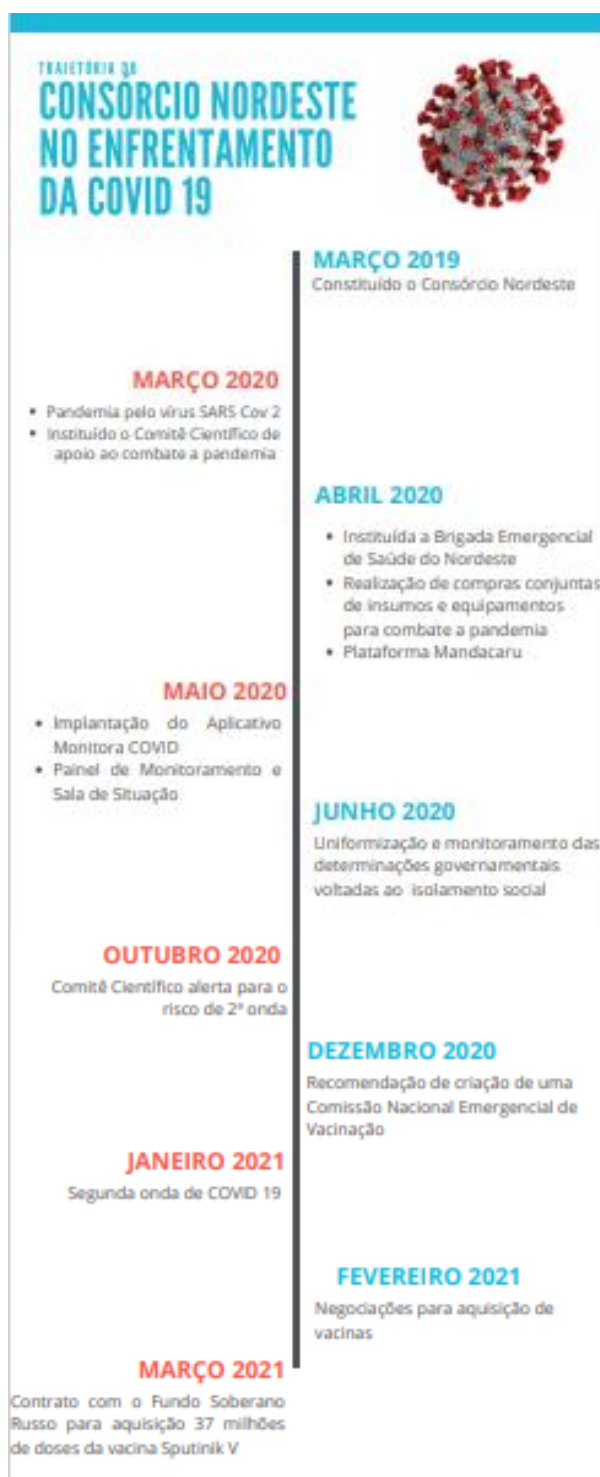 TRAJETÓRIA DO
CONSÓRCIO NORDESTE
NO ENFRENTAMENTO
DA COVID 19
MARÇO 2019
Constituído o Consórcio Nordeste
MARÇO 2020
• Pandemia pelo vírus SARS Cov 2
• Instituído o Comitê Científico de
apoio ao combate a pandemia
ABRIL 2020
• Instituída a Brigada Emergencial
de Saúde do Nordeste
• Realização de compras conjuntas
de insumos e equipamentos
para combate a pandemia
• Plataforma Mandacaru
MAIO 2020
• Implantação do Aplicativo
Monitora COVID
• Painel de Monitoramento e
Sala de Situação
JUNHO 2020
Uniformização e monitoramento das
determinações governamentais
voltadas ao isolamento social
OUTUBRO 2020
Comitê Científico alerta para o
risco de 2ª onda
DEZEMBRO 2020
Recomendação de criação de uma
Comissão Nacional Emergencial de
Vacinação
JANEIRO 2021
Segunda onda de COVID 19
FEVEREIRO 2021
Negociações para aquisição de
vacinas
MARÇO 2021
Contrato com o Fundo Soberano
Russo para aquisição 37 milhões
de doses da vacina Sputinik V